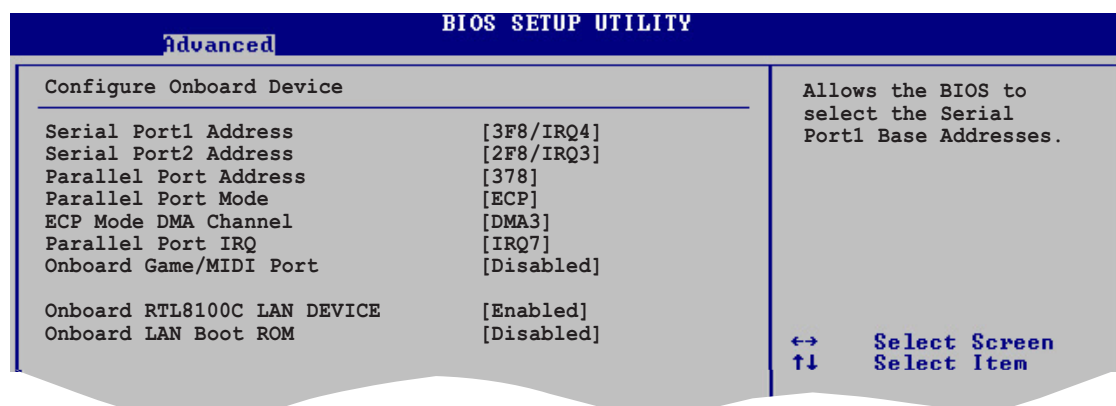 BIOS SETUP UTILITY
Advanced
Configure Onboard Device
Serial Port1 Address [3F8/IRQ4]
Serial Port2 Address [2F8/IRQ3]
Parallel Port Address [378]
Parallel Port Mode [ECP]
ECP Mode DMA Channel [DMA3]
Parallel Port IRQ [IRQ7]
Onboard Game/MIDI Port [Disabled]
Onboard RTL8100C LAN DEVICE [Enabled]
Onboard LAN Boot ROM [Disabled]
Allows the BIOS to
select the Serial
Port1 Base Addresses.
←→ Select Screen
↑↓ Select Item